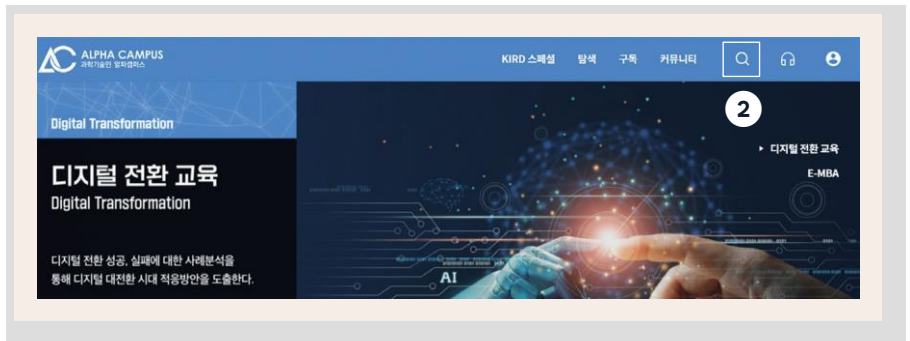 ALPHA CAMPUS
과학기술인 알파캠퍼스
KIRD 스페셜 탐색 구독 커뮤니티
2
Digital Transformation
디지털 전환 교육
Digital Transformation
디지털 전환 성공, 실패에 대한 사례분석을
통해 디지털 대전환 시대 적응방안을 도출한다.
▸ 디지털 전환 교육
E-MBA
AI